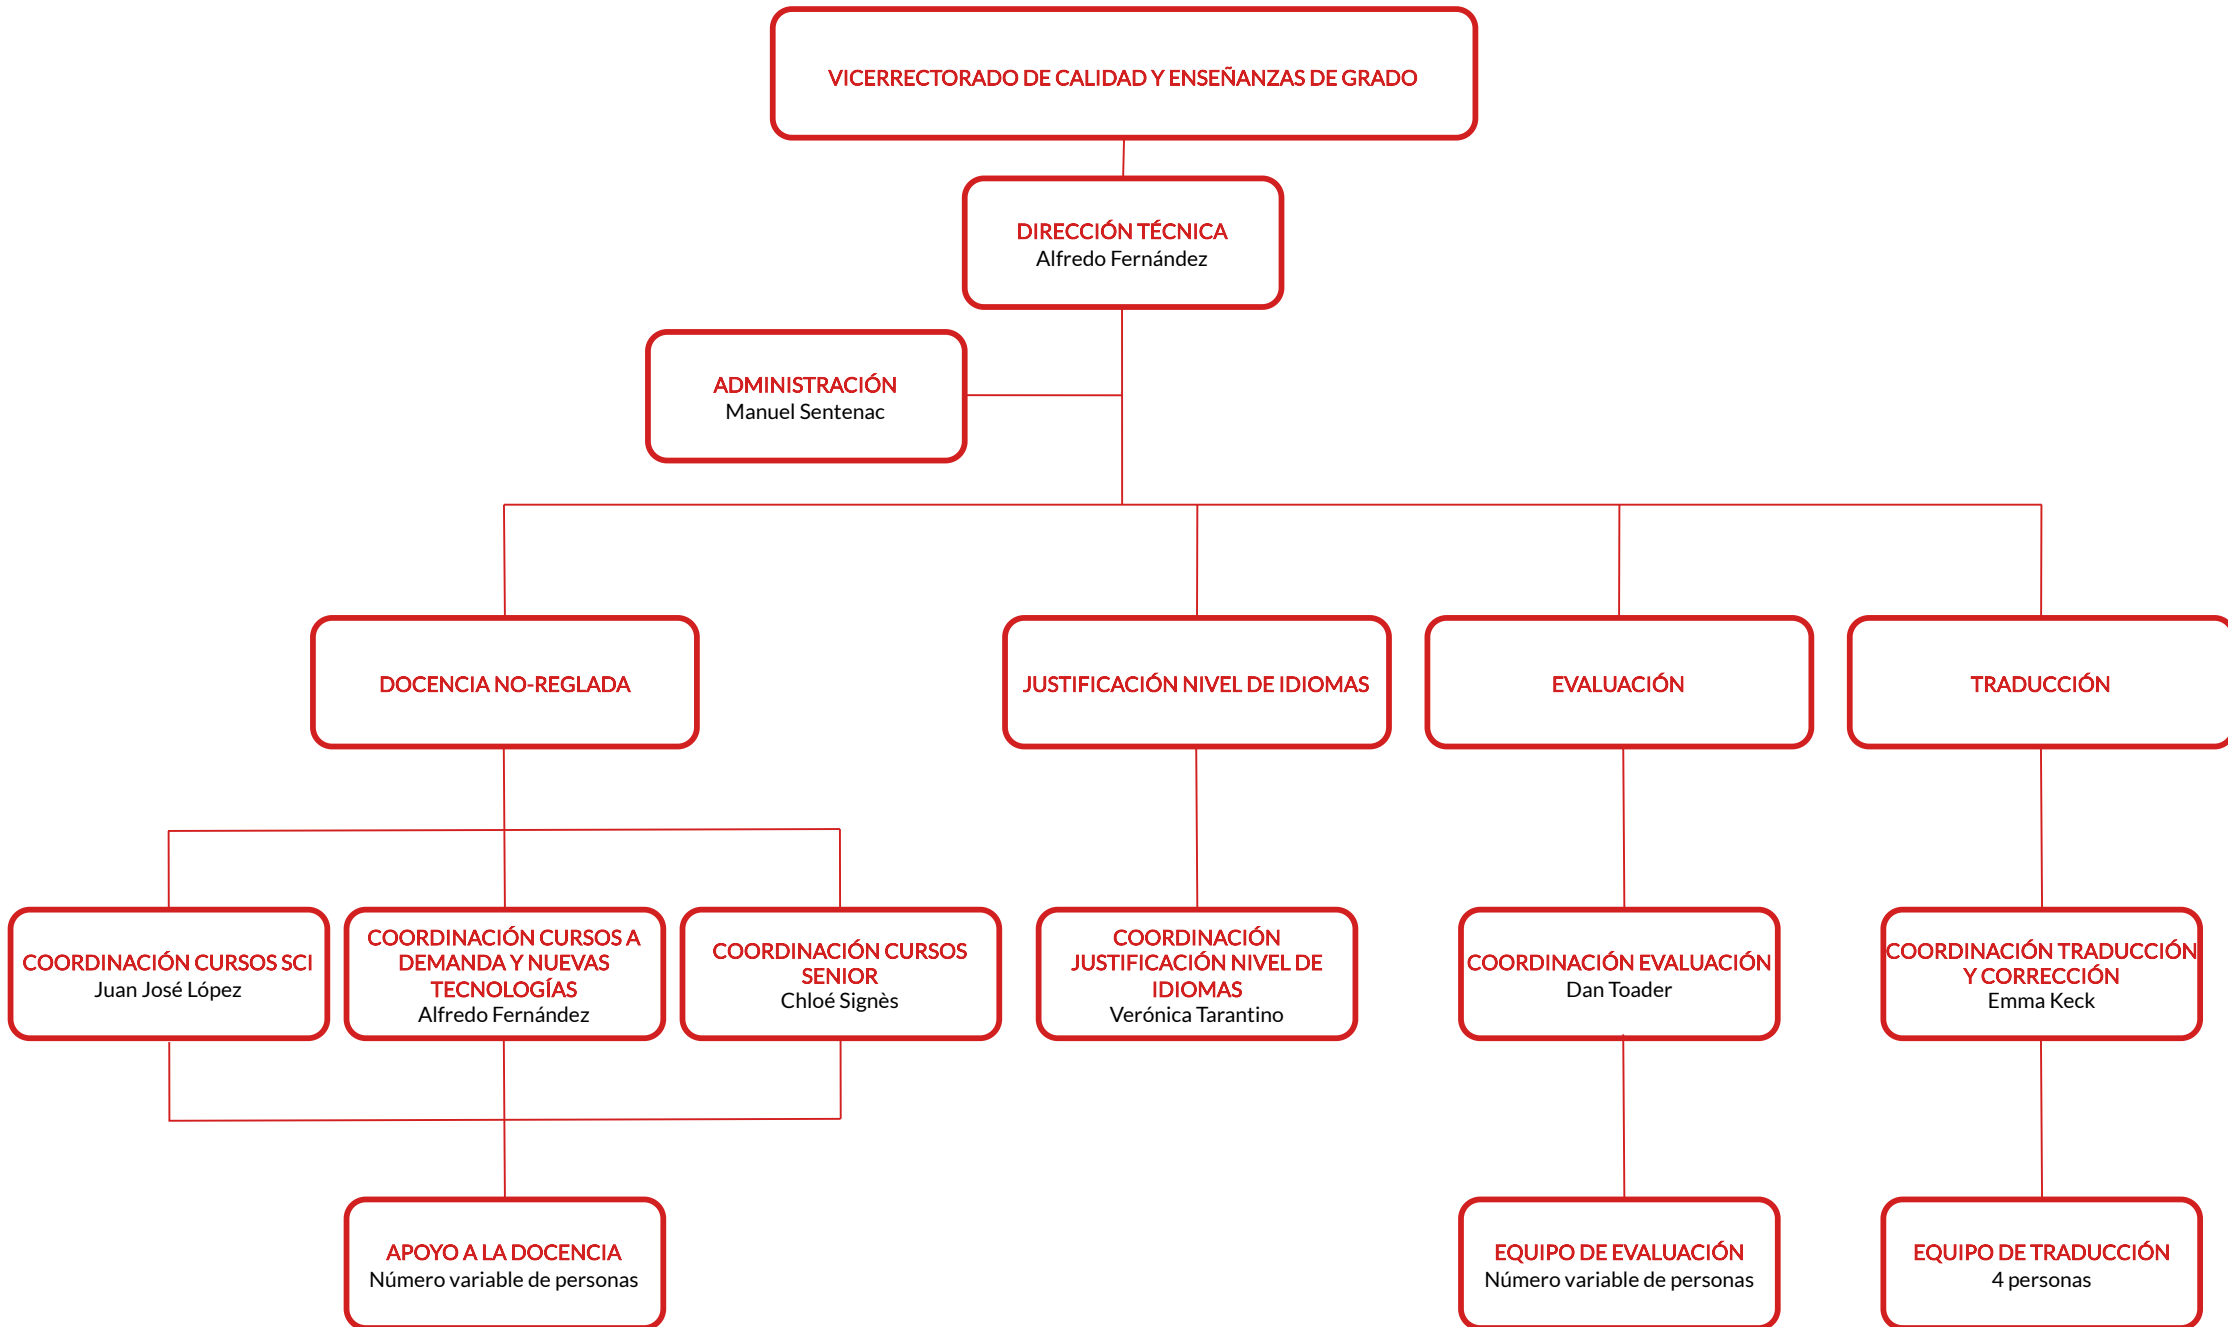 VICERRECTORADO DE CALIDAD Y ENSEÑANZAS DE GRADO
DIRECCIÓN TÉCNICA
Alfredo Fernández
ADMINISTRACIÓN
Manuel Sentenac
DOCENCIA NO-REGLADA
JUSTIFICACIÓN NIVEL DE IDIOMAS
EVALUACIÓN
TRADUCCIÓN
COORDINACIÓN CURSOS SCI
Juan José López
COORDINACIÓN CURSOS A
DEMANDA Y NUEVAS
TECNOLOGÍAS
Alfredo Fernández
COORDINACIÓN CURSOS
SENIOR
Chloé Signès
COORDINACIÓN
JUSTIFICACIÓN NIVEL DE
IDIOMAS
Verónica Tarantino
COORDINACIÓN EVALUACIÓN
Dan Toader
COORDINACIÓN TRADUCCIÓN
Y CORRECCIÓN
Emma Keck
APOYO A LA DOCENCIA
Número variable de personas
EQUIPO DE EVALUACIÓN
Número variable de personas
EQUIPO DE TRADUCCIÓN
4 personas